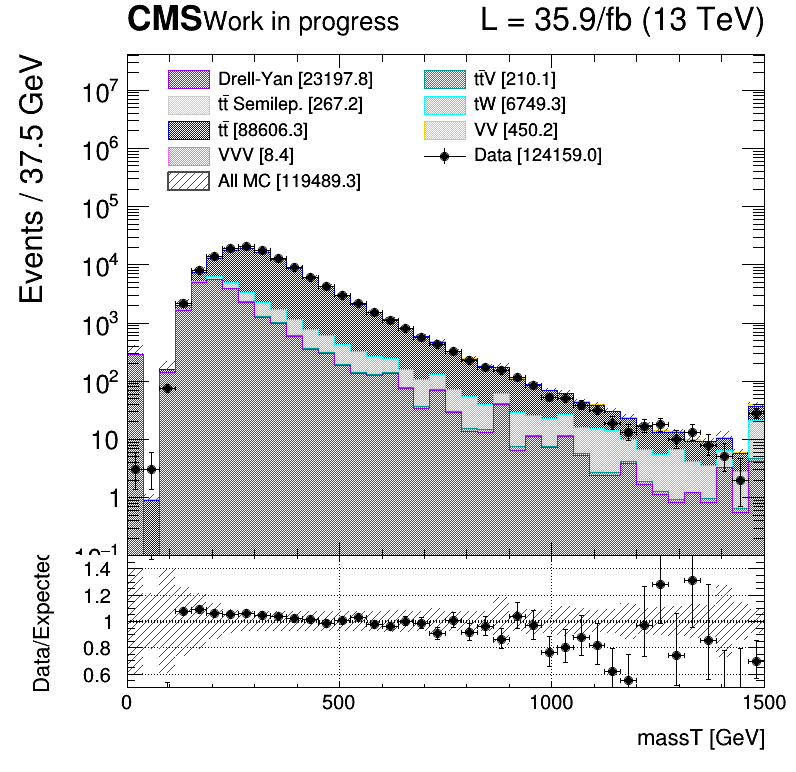 CMS Work in progress L = 35.9/fb (13 TeV)
Events / 37.5 GeV
Drell-Yan [23197.8]
tt̄V [210.1]
tt̄ Semilep. [267.2]
tW [6749.3]
tt̄ [88606.3]
VV [450.2]
VVV [8.4]
Data [124159.0]
All MC [119489.3]
10⁷
10⁶
10⁵
10⁴
10³
10²
10
1
10⁻¹
Data/Expected
1.4
1.2
1
0.8
0.6
0 500 1000 1500
massT [GeV]